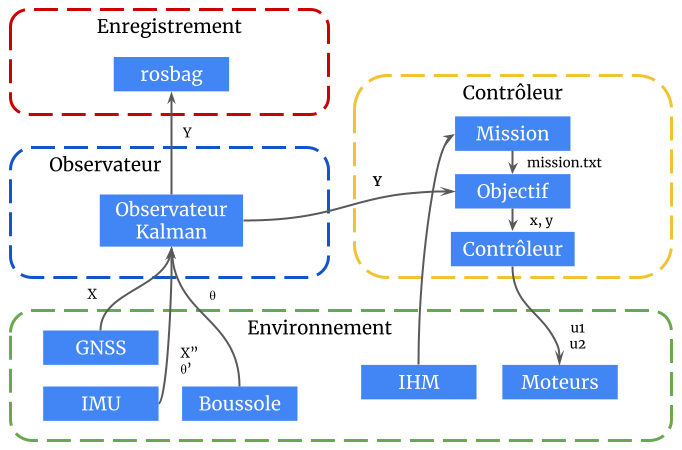 Enregistrement
rosbag
Y
Contrôleur
Mission
mission.txt
Observateur
Y
Objectif
Observateur
Kalman
x, y
Contrôleur
X
θ
Environnement
u1
u2
GNSS
X”
θ’
IHM
Moteurs
IMU
Boussole